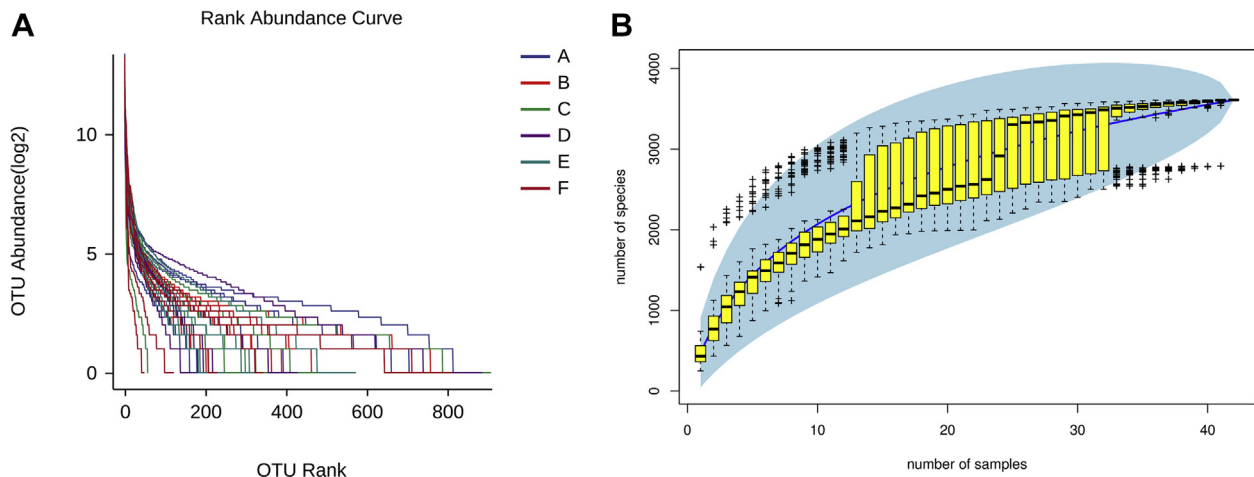 A
Rank Abundance Curve
OTU Abundance(log2)
10
5
0
0
200
400
600
800
OTU Rank
A
B
C
D
E
F
B
number of species
4000
3000
2000
1000
0
0
10
20
30
40
number of samples